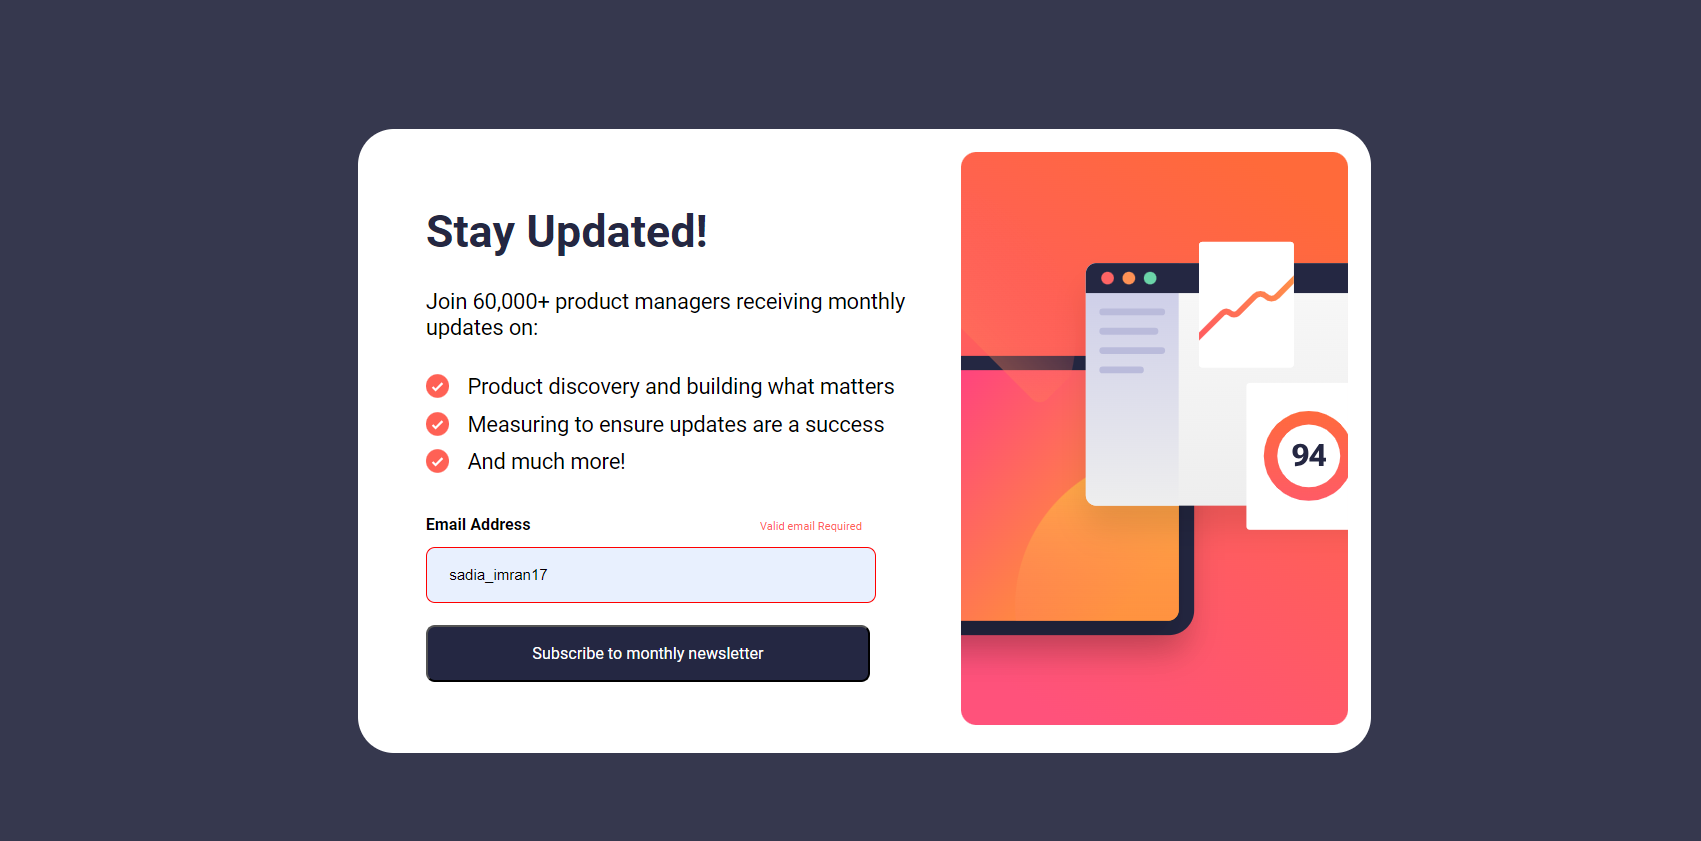 Stay Updated!
Join 60,000+ product managers receiving monthly
updates on:
Product discovery and building what matters
Measuring to ensure updates are a success
And much more!
Email Address
Valid email Required
sadia_imran17
Subscribe to monthly newsletter
94